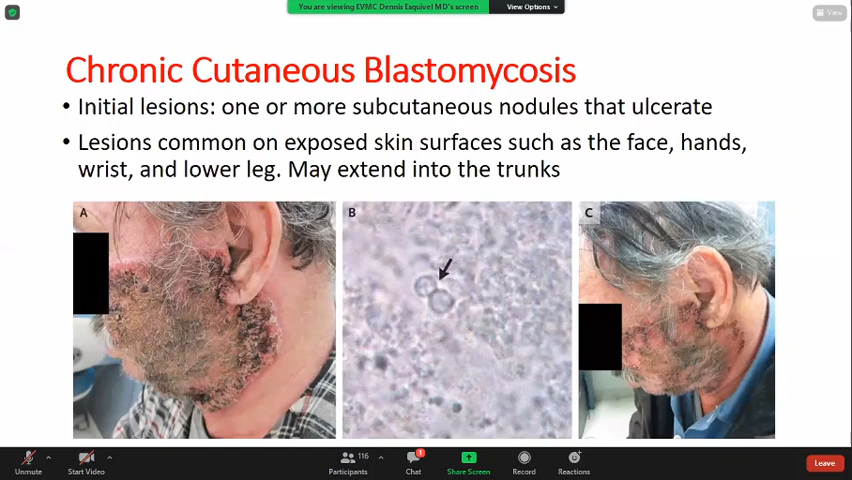 You are viewing EVMC Dennis Esquivel MD's screen
View Options
View
Chronic Cutaneous Blastomycosis
• Initial lesions: one or more subcutaneous nodules that ulcerate
• Lesions common on exposed skin surfaces such as the face, hands,
wrist, and lower leg. May extend into the trunks
A
B
C
Unmute
Start Video
116
Participants
1
Chat
Share Screen
Record
Reactions
Leave